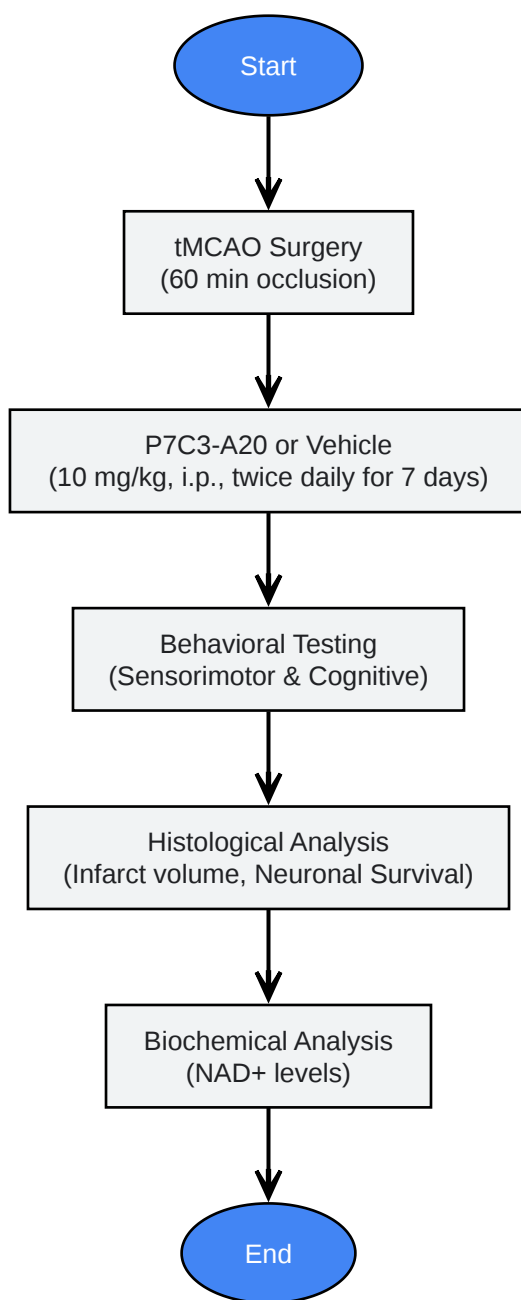 Start
tMCAO Surgery
(60 min occlusion)
P7C3-A20 or Vehicle
(10 mg/kg, i.p., twice daily for 7 days)
Behavioral Testing
(Sensorimotor & Cognitive)
Histological Analysis
(Infarct volume, Neuronal Survival)
Biochemical Analysis
(NAD+ levels)
End